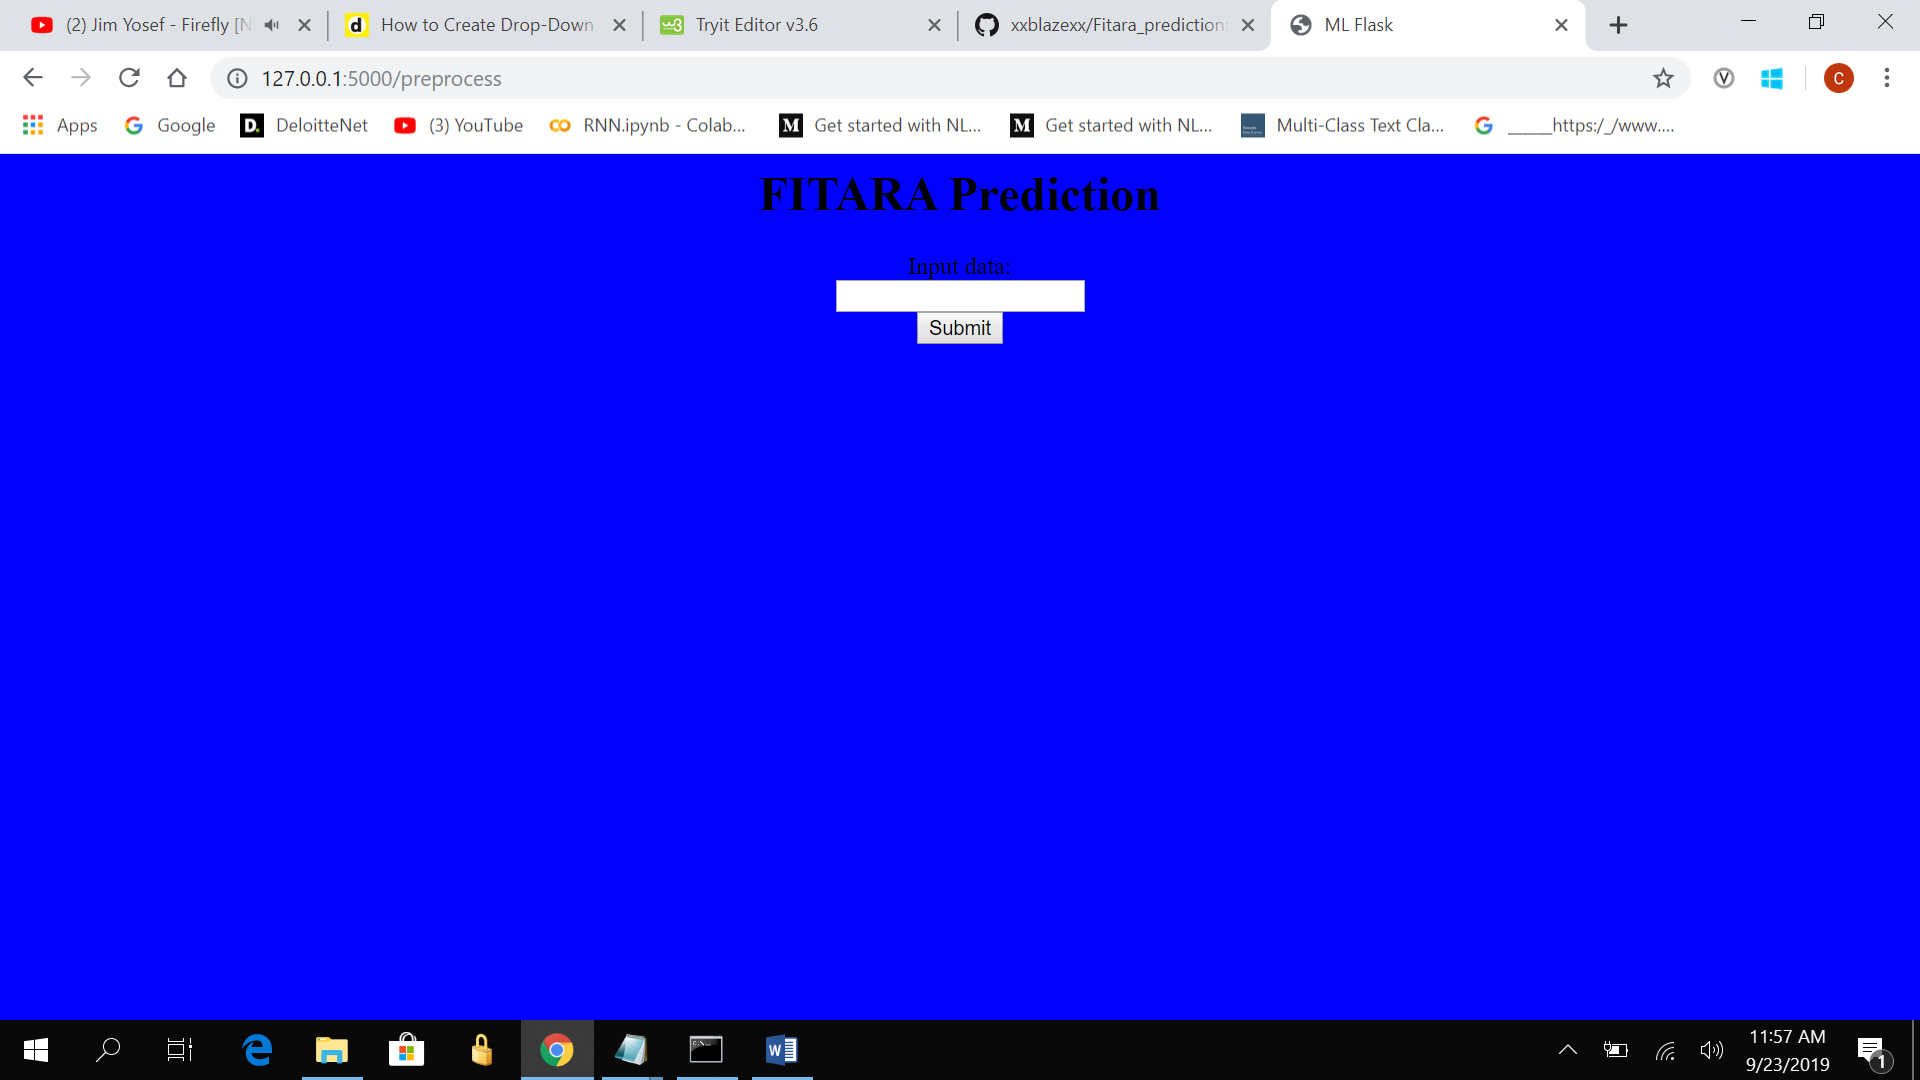 (2) Jim Yosef - Firefly [N
How to Create Drop-Down
Tryit Editor v3.6
xxblazexx/Fitara_prediction:
ML Flask
127.0.0.1:5000/preprocess
C
Apps
Google
DeloitteNet
(3) YouTube
RNN.ipynb - Colab...
Get started with NL...
Get started with NL...
Multi-Class Text Cla...
_____https:/_/www....
FITARA Prediction
Input data:
Submit
11:57 AM
9/23/2019
1